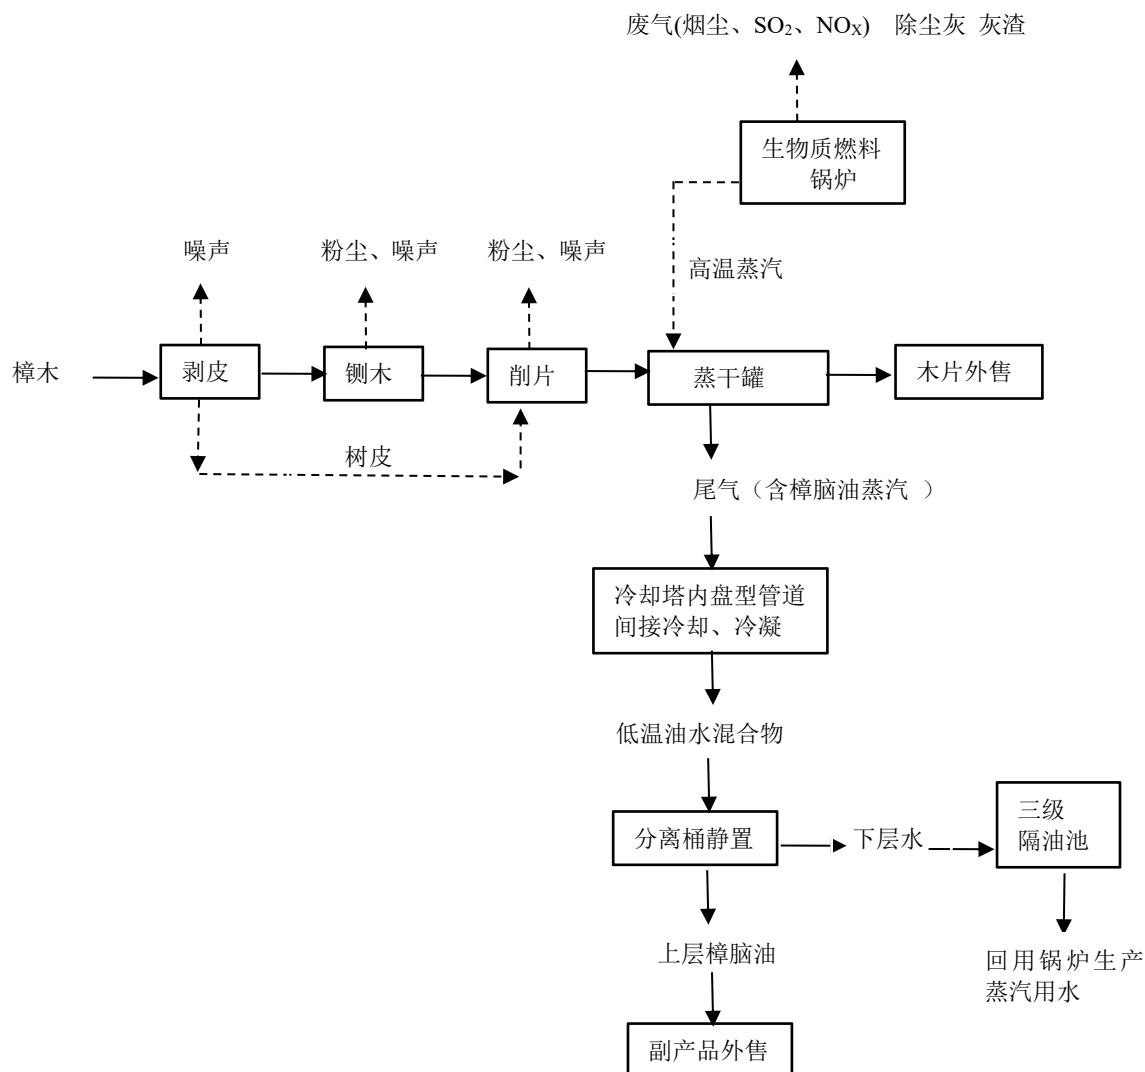 废气(烟尘、SO₂、NOX) 除尘灰 灰渣
生物质燃料
锅炉
噪声
粉尘、噪声
粉尘、噪声
高温蒸汽
樟木
剥皮
铡木
削片
蒸干罐
木片外售
树皮
尾气（含樟脑油蒸汽 ）
冷却塔内盘型管道
间接冷却、冷凝
低温油水混合物
分离桶静置
下层水
三级
隔油池
上层樟脑油
回用锅炉生产
蒸汽用水
副产品外售